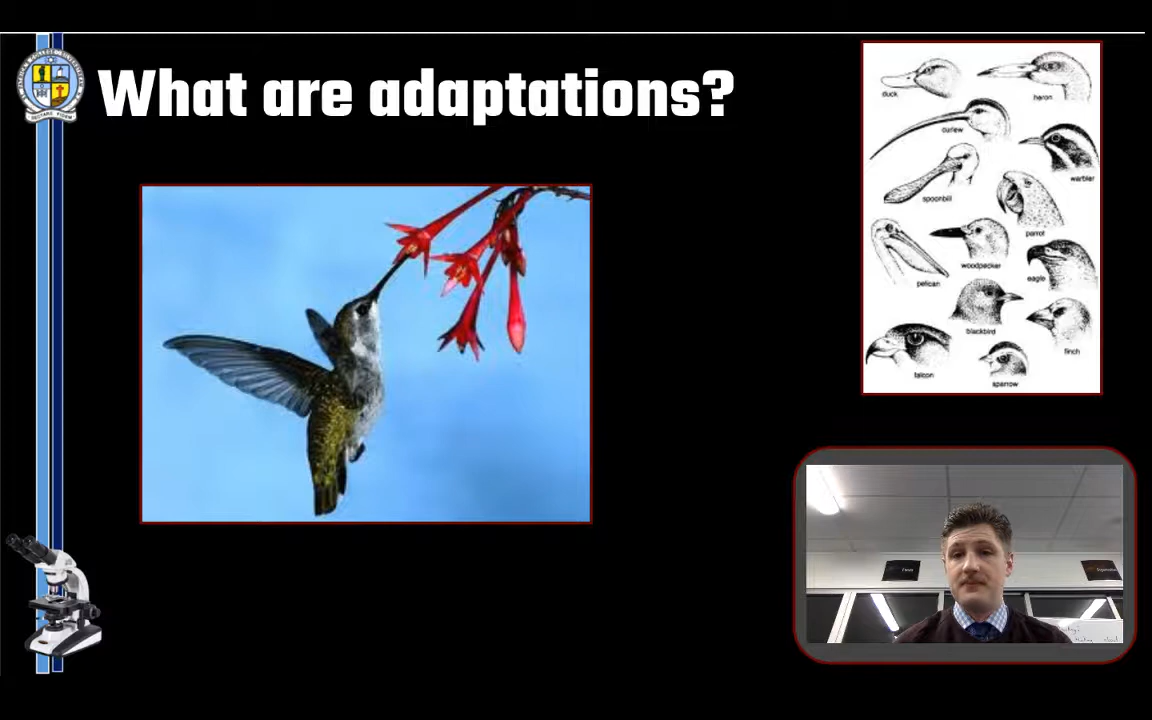 What are adaptations?
duck
heron
curlew
warbler
spoonbill
parrot
woodpecker
eagle
pelican
blackbird
finch
falcon
sparrow